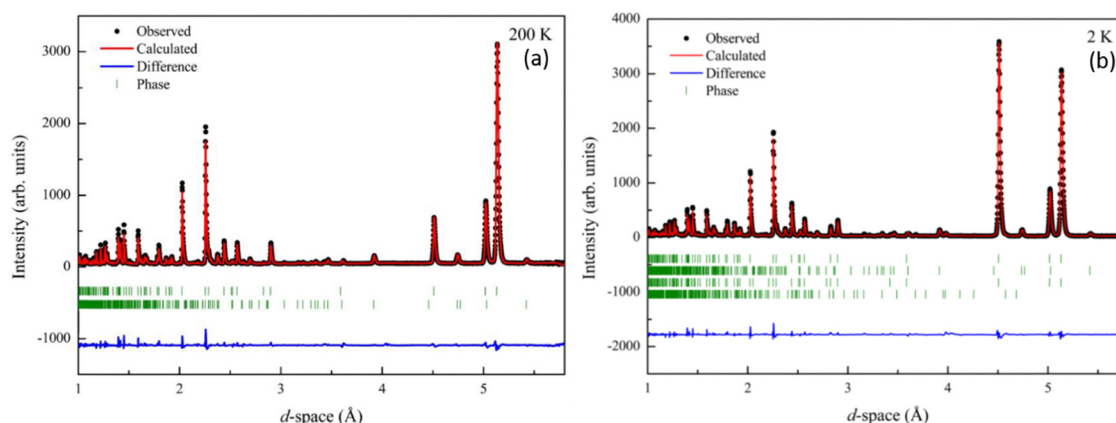 200 K
(a)
Observed
Calculated
Difference
Phase
3000
2000
1000
0
-1000
Intensity (arb. units)
1 2 3 4 5
d-space (Å)
2 K
(b)
Observed
Calculated
Difference
Phase
4000
3000
2000
1000
0
-1000
-2000
Intensity (arb. units)
1 2 3 4 5
d-space (Å)